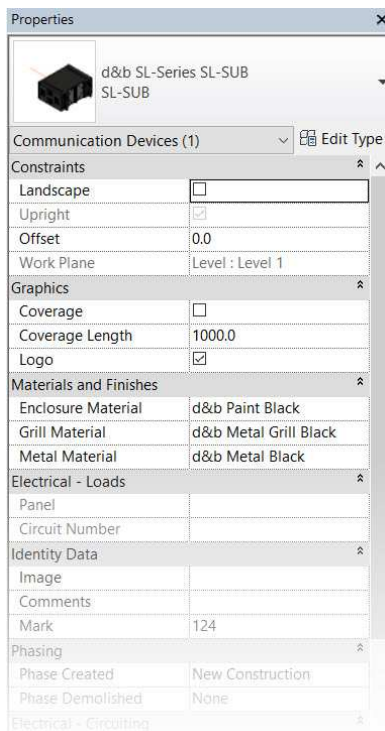 Properties
d&b SL-Series SL-SUB
SL-SUB
Communication Devices (1) Edit Type
Constraints
Landscape
Upright
Offset 0.0
Work Plane Level : Level 1
Graphics
Coverage
Coverage Length 1000.0
Logo
Materials and Finishes
Enclosure Material d&b Paint Black
Grill Material d&b Metal Grill Black
Metal Material d&b Metal Black
Electrical - Loads
Panel
Circuit Number
Identity Data
Image
Comments
Mark 124
Phasing
Phase Created New Construction
Phase Demolished None
Electrical - Circuiting